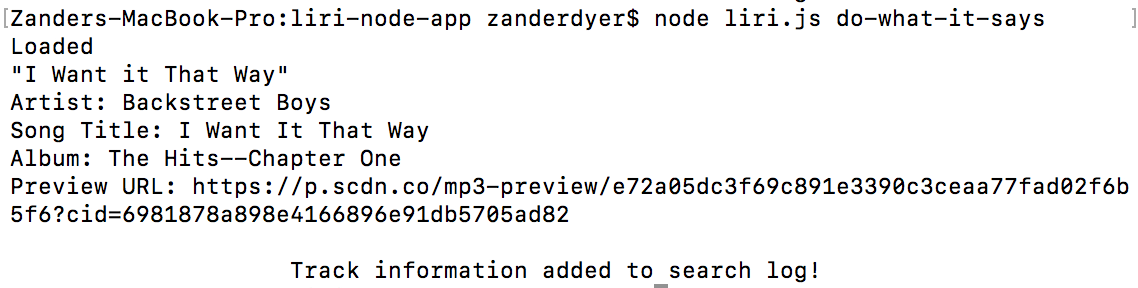 [Zanders-MacBook-Pro:liri-node-app zanderdyer$ node liri.js do-what-it-says ]
Loaded
"I Want it That Way"
Artist: Backstreet Boys
Song Title: I Want It That Way
Album: The Hits--Chapter One
Preview URL: https://p.scdn.co/mp3-preview/e72a05dc3f69c891e3390c3ceaa77fad02f6b
5f6?cid=6981878a898e4166896e91db5705ad82
Track information added to search log!